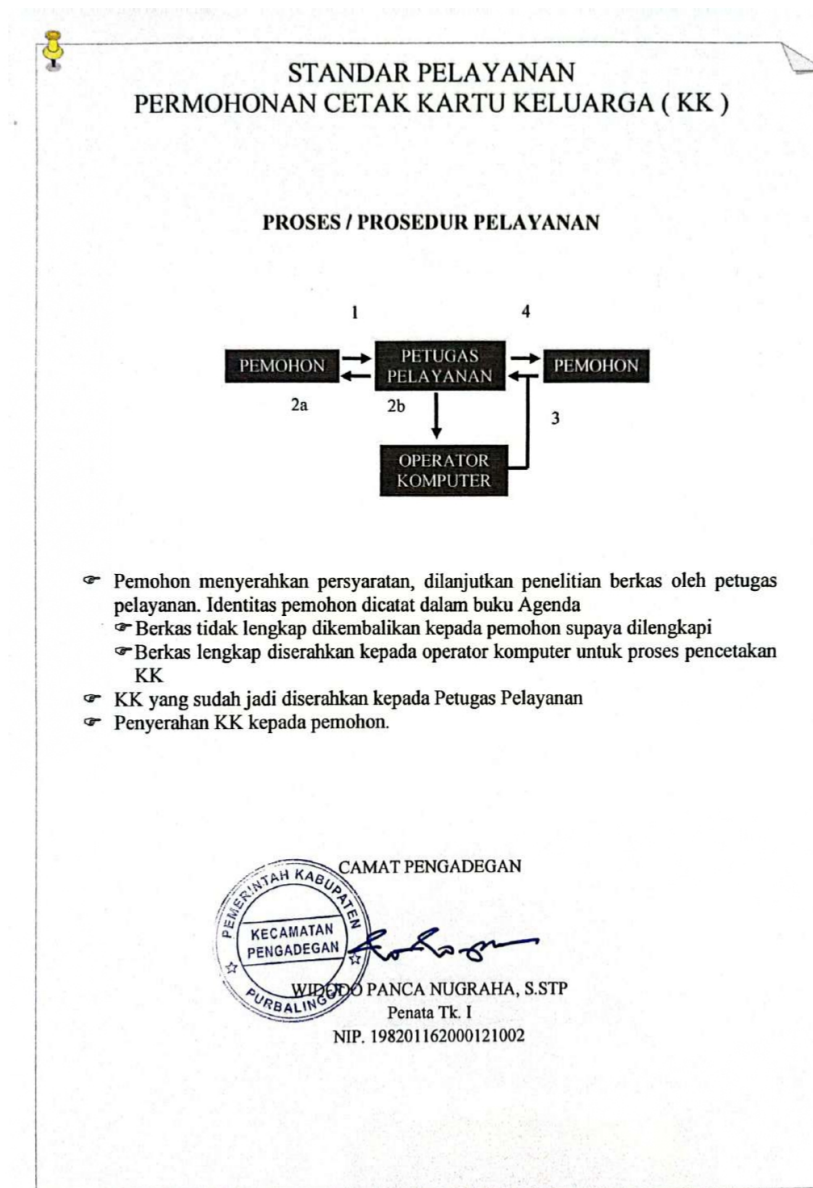 STANDAR PELAYANAN
PERMOHONAN CETAK KARTU KELUARGA ( KK )
PROSES / PROSEDUR PELAYANAN
1
4
PEMOHON
PETUGAS
PELAYANAN
PEMOHON
2a
2b
3
OPERATOR
KOMPUTER
☞ Pemohon menyerahkan persyaratan, dilanjutkan penelitian berkas oleh petugas
pelayanan. Identitas pemohon dicatat dalam buku Agenda
☞ Berkas tidak lengkap dikembalikan kepada pemohon supaya dilengkapi
☞ Berkas lengkap diserahkan kepada operator komputer untuk proses pencetakan
KK
☞ KK yang sudah jadi diserahkan kepada Petugas Pelayanan
☞ Penyerahan KK kepada pemohon.
CAMAT PENGADEGAN
PEMERINTAH KABUPATEN
KECAMATAN
PENGADEGAN
PURBALINGGA
WIDODO PANCA NUGRAHA, S.STP
Penata Tk. I
NIP. 198201162000121002